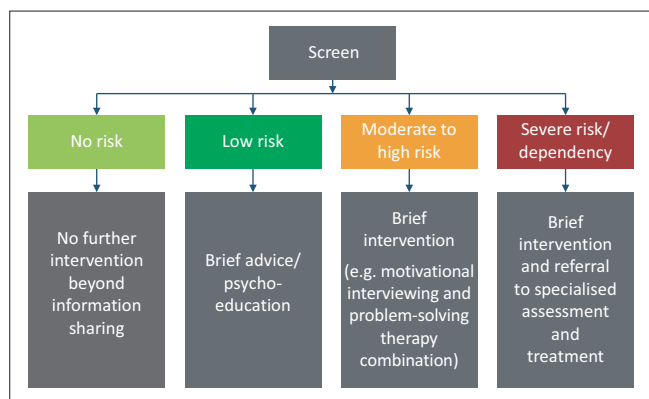 Screen
No risk
Low risk
Moderate to
high risk
Severe risk/
dependency
No further
intervention
beyond
information
sharing
Brief advice/
psycho-
education
Brief
intervention
(e.g. motivational
interviewing and
problem-solving
therapy
combination)
Brief
intervention
and referral
to specialised
assessment
and
treatment